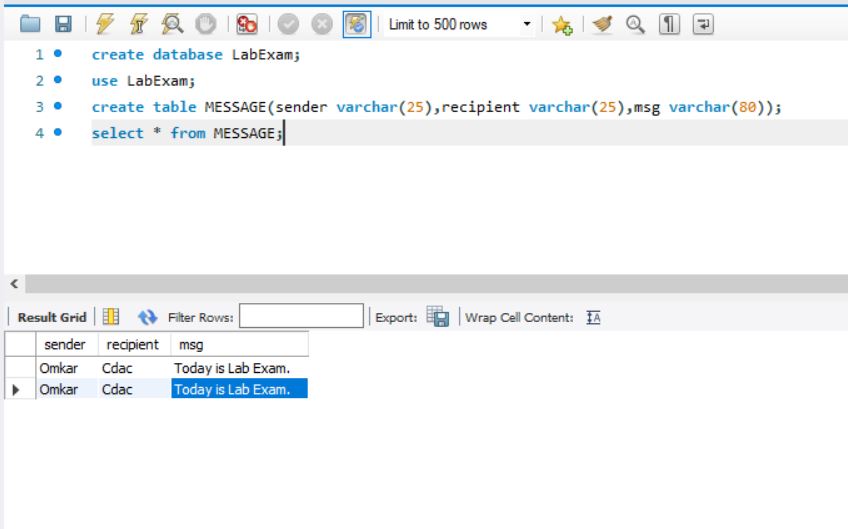 Limit to 500 rows
1 create database LabExam;
2 use LabExam;
3 create table MESSAGE(sender varchar(25),recipient varchar(25),msg varchar(80));
4 select * from MESSAGE;
Result Grid Filter Rows: Export: Wrap Cell Content: IA
sender recipient msg
Omkar Cdac Today is Lab Exam.
Omkar Cdac Today is Lab Exam.